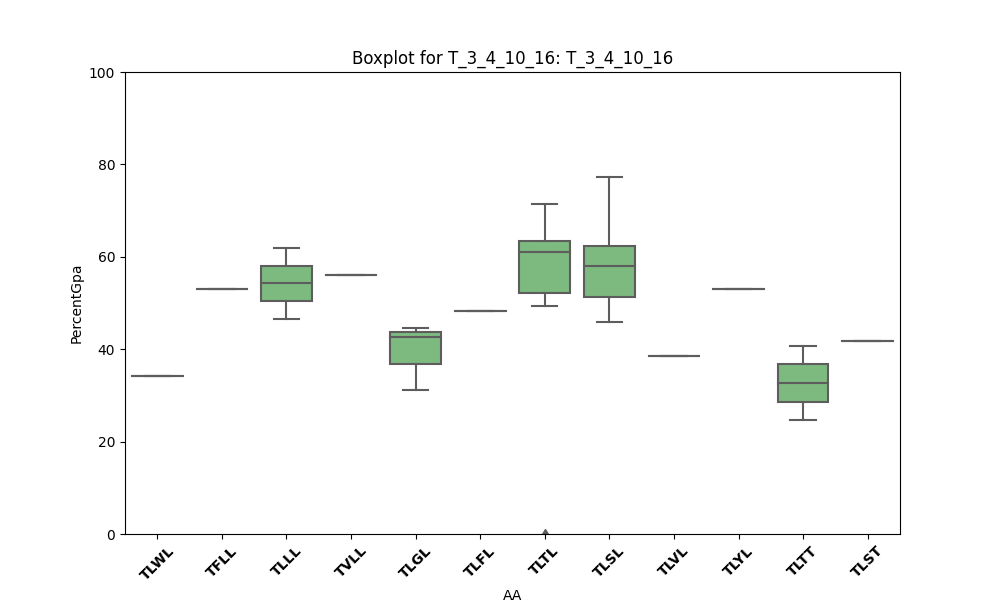 Boxplot for T_3_4_10_16: T_3_4_10_16
100
80
60
40
20
0
PercentGpa
TLWL
TFLL
TLLL
TVLL
TLGL
TLFL
TLTL
TLSL
TLVL
TLYL
TLTT
TLST
AA